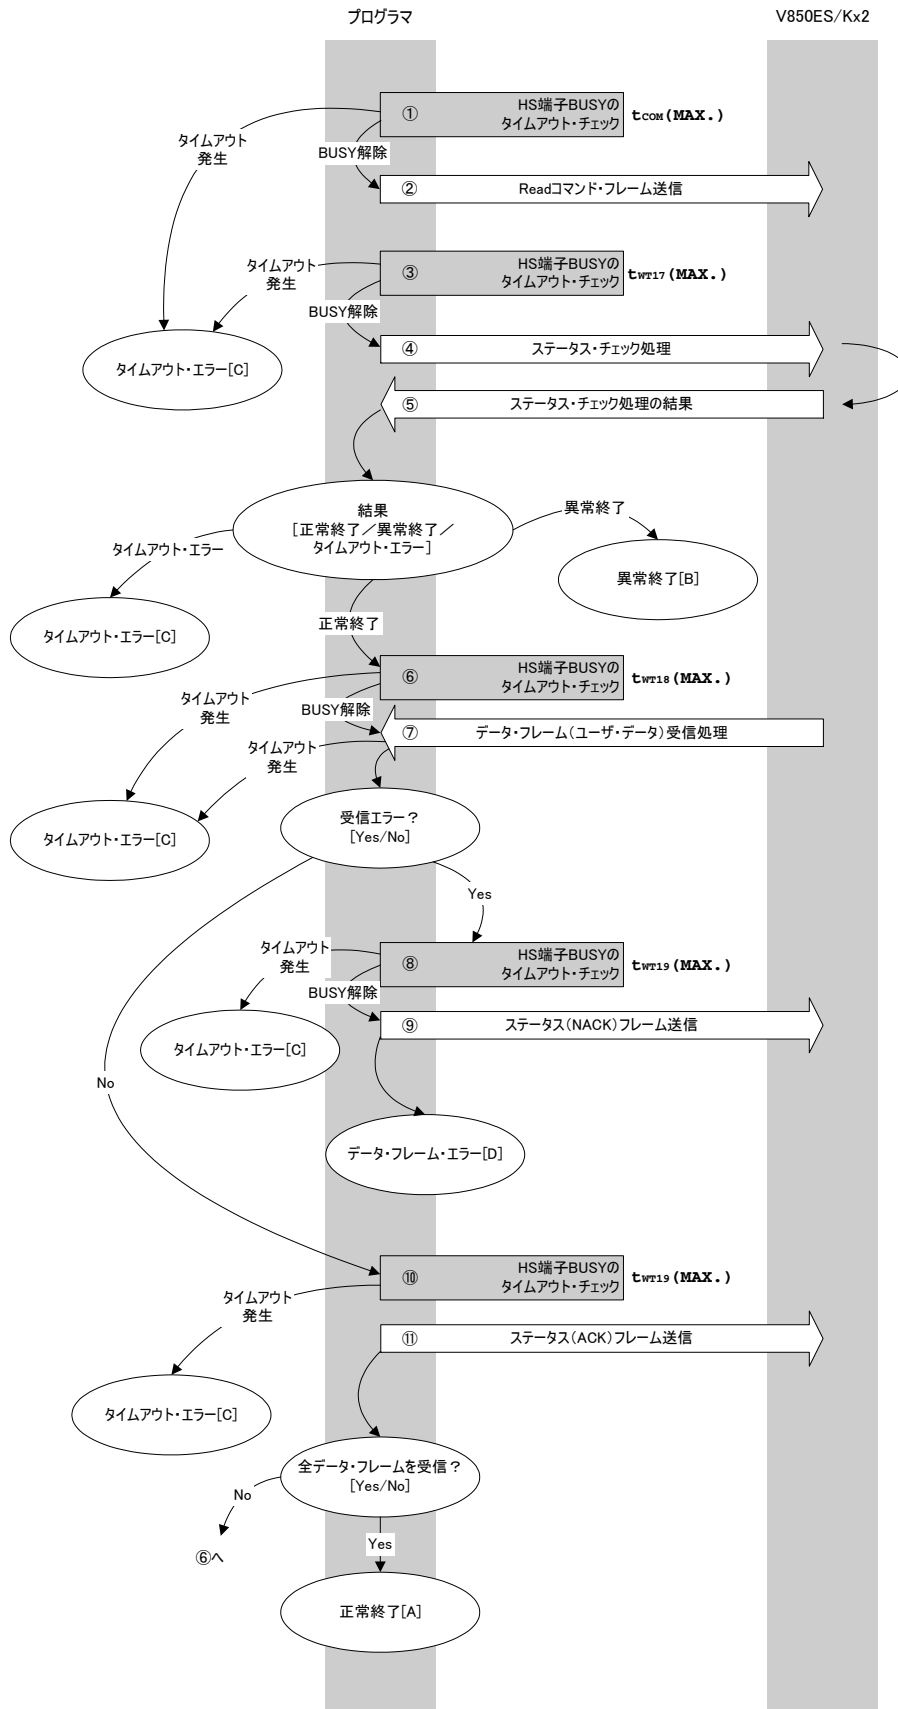 プログラマ
V850ES/Kx2
①
HS端子BUSYの
タイムアウト・チェック
tCOM(MAX.)
タイムアウト
発生
BUSY解除
②
Readコマンド・フレーム送信
③
HS端子BUSYの
タイムアウト・チェック
tWT17(MAX.)
タイムアウト
発生
BUSY解除
④
ステータス・チェック処理
タイムアウト・エラー[C]
⑤
ステータス・チェック処理の結果
結果
[正常終了／異常終了／
タイムアウト・エラー]
異常終了
タイムアウト・エラー
異常終了[B]
タイムアウト・エラー[C]
正常終了
⑥
HS端子BUSYの
タイムアウト・チェック
tWT18(MAX.)
タイムアウト
発生
BUSY解除
⑦
データ・フレーム（ユーザ・データ）受信処理
タイムアウト
発生
タイムアウト・エラー[C]
受信エラー？
[Yes/No]
Yes
⑧
HS端子BUSYの
タイムアウト・チェック
tWT19(MAX.)
タイムアウト
発生
BUSY解除
⑨
ステータス（NACK）フレーム送信
タイムアウト・エラー[C]
No
データ・フレーム・エラー[D]
⑩
HS端子BUSYの
タイムアウト・チェック
tWT19(MAX.)
タイムアウト
発生
⑪
ステータス（ACK）フレーム送信
タイムアウト・エラー[C]
全データ・フレームを受信？
[Yes/No]
No
Yes
⑥へ
正常終了[A]